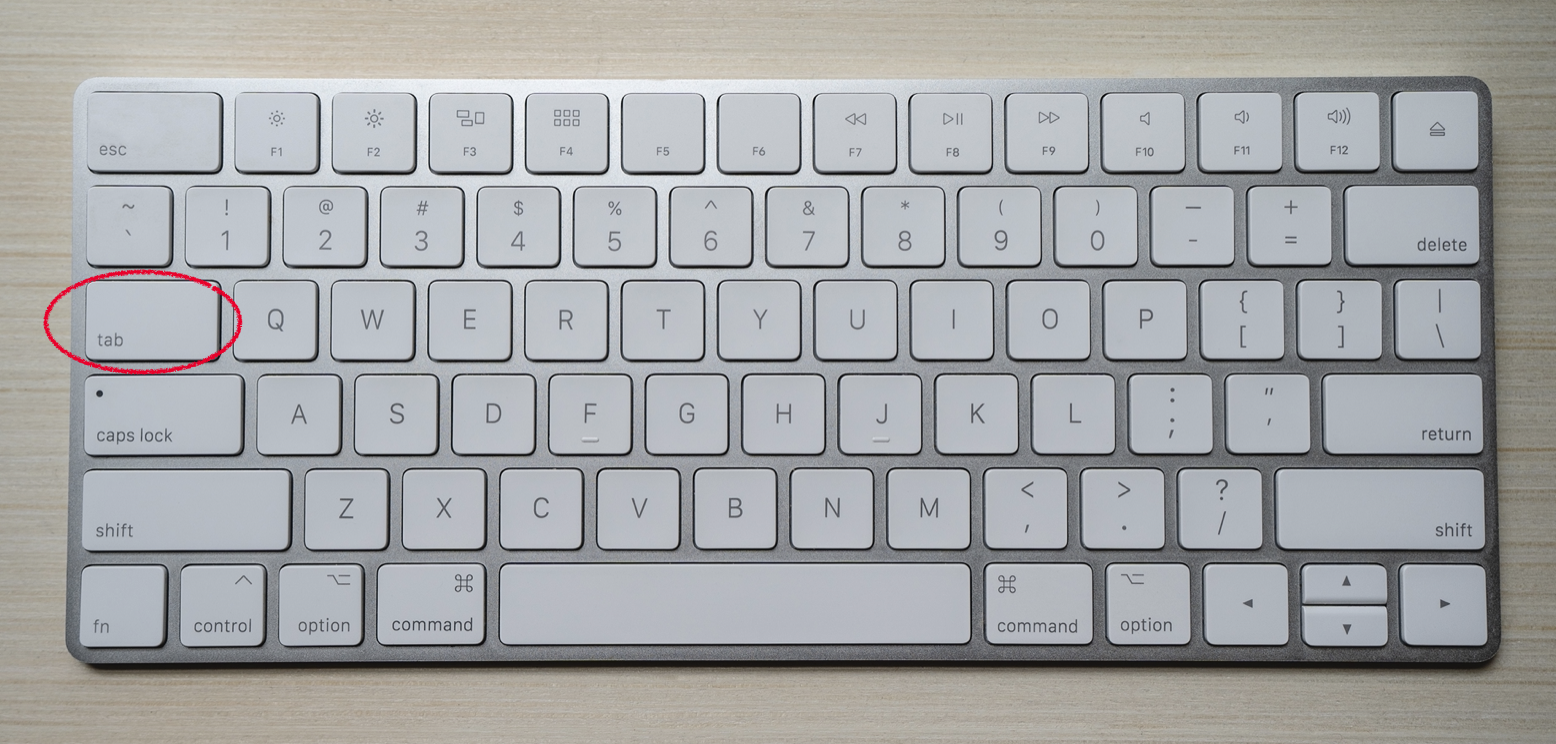 esc F1 F2 F3 F4 F5 F6 F7 F8 F9 F10 F11 F12
~ ! @ # $ % ^ & * ( ) — +
` 1 2 3 4 5 6 7 8 9 0 - = delete
tab Q W E R T Y U I O P { [ } ] | \
caps lock A S D F G H J K L : ; " ' return
shift Z X C V B N M < , > . ? / shift
fn control option command command option